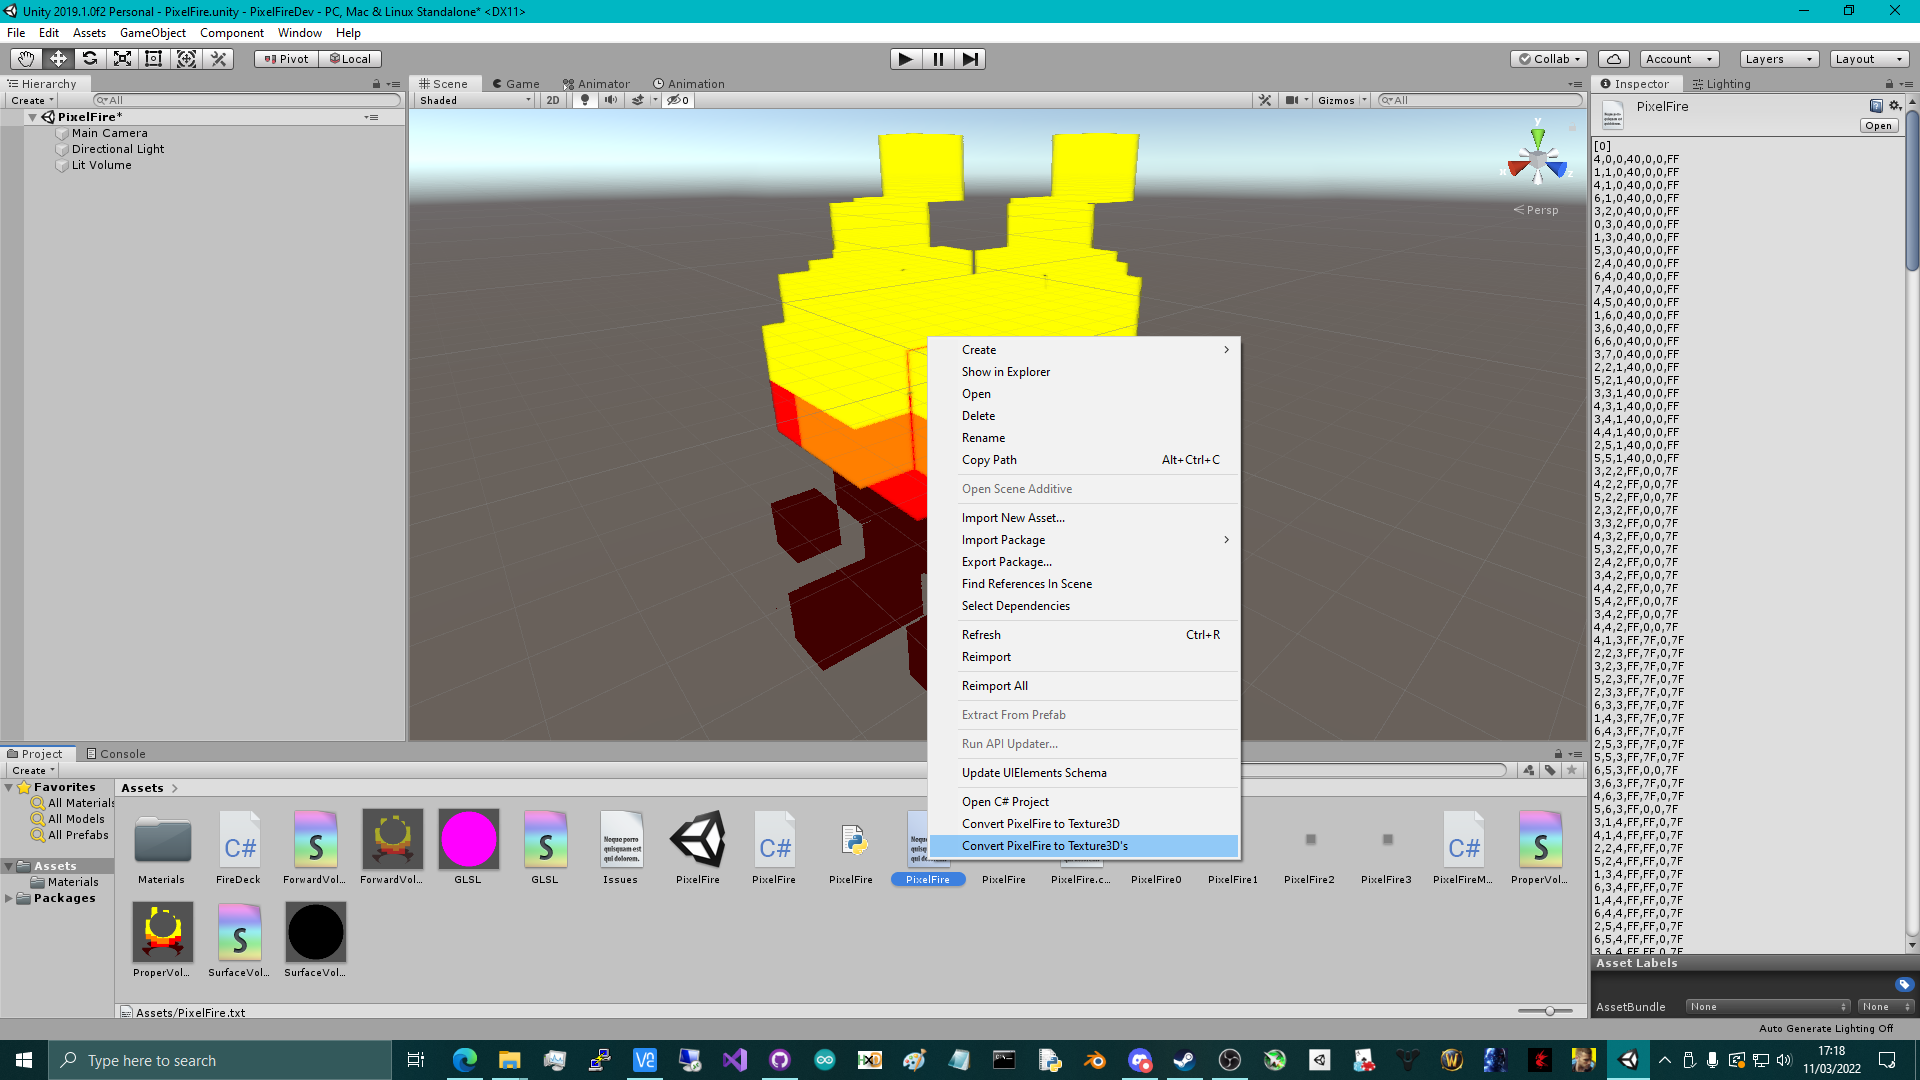 Unity 2019.1.0f2 Personal - PixelFire.unity - PixelFireDev - PC, Mac & Linux Standalone* <DX11>
File Edit Assets GameObject Component Window Help
Pivot Local Collab Account Layers Layout
Hierarchy Scene Game Animator Animation Inspector Lighting
Create All Shaded 2D 0 Gizmos All
PixelFire
Open
PixelFire*
Main Camera
Directional Light
Lit Volume
y
x
z
Persp
[0]
4,0,0,40,0,0,FF
1,1,0,40,0,0,FF
4,1,0,40,0,0,FF
6,1,0,40,0,0,FF
3,2,0,40,0,0,FF
0,3,0,40,0,0,FF
1,3,0,40,0,0,FF
5,3,0,40,0,0,FF
2,4,0,40,0,0,FF
6,4,0,40,0,0,FF
7,4,0,40,0,0,FF
4,5,0,40,0,0,FF
1,6,0,40,0,0,FF
3,6,0,40,0,0,FF
6,6,0,40,0,0,FF
3,7,0,40,0,0,FF
2,2,1,40,0,0,FF
5,2,1,40,0,0,FF
3,3,1,40,0,0,FF
4,3,1,40,0,0,FF
3,4,1,40,0,0,FF
4,4,1,40,0,0,FF
2,5,1,40,0,0,FF
5,5,1,40,0,0,FF
3,2,2,FF,0,0,7F
4,2,2,FF,0,0,7F
5,2,2,FF,0,0,7F
2,3,2,FF,0,0,7F
3,3,2,FF,0,0,7F
4,3,2,FF,0,0,7F
5,3,2,FF,0,0,7F
2,4,2,FF,0,0,7F
3,4,2,FF,0,0,7F
4,4,2,FF,0,0,7F
5,4,2,FF,0,0,7F
3,4,2,FF,0,0,7F
4,4,2,FF,0,0,7F
4,1,3,FF,7F,0,7F
2,2,3,FF,7F,0,7F
3,2,3,FF,7F,0,7F
5,2,3,FF,7F,0,7F
2,3,3,FF,7F,0,7F
6,3,3,FF,7F,0,7F
1,4,3,FF,7F,0,7F
6,4,3,FF,7F,0,7F
2,5,3,FF,7F,0,7F
5,5,3,FF,7F,0,7F
6,5,3,FF,0,0,7F
3,6,3,FF,7F,0,7F
4,6,3,FF,7F,0,7F
5,6,3,FF,0,0,7F
3,1,4,FF,FF,0,7F
4,1,4,FF,FF,0,7F
2,2,4,FF,FF,0,7F
5,2,4,FF,FF,0,7F
1,3,4,FF,FF,0,7F
6,3,4,FF,FF,0,7F
1,4,4,FF,FF,0,7F
6,4,4,FF,FF,0,7F
2,5,4,FF,FF,0,7F
6,5,4,FF,FF,0,7F
3,6,4,FF,FF,0,7F
Create
Show in Explorer
Open
Delete
Rename
Copy Path Alt+Ctrl+C
Open Scene Additive
Import New Asset...
Import Package
Export Package...
Find References In Scene
Select Dependencies
Refresh Ctrl+R
Reimport
Reimport All
Extract From Prefab
Run API Updater...
Update UIElements Schema
Open C# Project
Convert PixelFire to Texture3D
Convert PixelFire to Texture3D's
Project Console
Create
Favorites
All Materials
All Models
All Prefabs
Assets
Materials
Packages
Assets
Materials FireDeck ForwardVol... ForwardVol... GLSL GLSL Issues PixelFire PixelFire PixelFire PixelFire PixelFire PixelFire.c... PixelFire0 PixelFire1 PixelFire2 PixelFire3 PixelFireM... ProperVol...
ProperVol... SurfaceVol... SurfaceVol...
Assets/PixelFire.txt
Asset Labels
AssetBundle None None
Auto Generate Lighting Off
Type here to search
17:18
11/03/2022